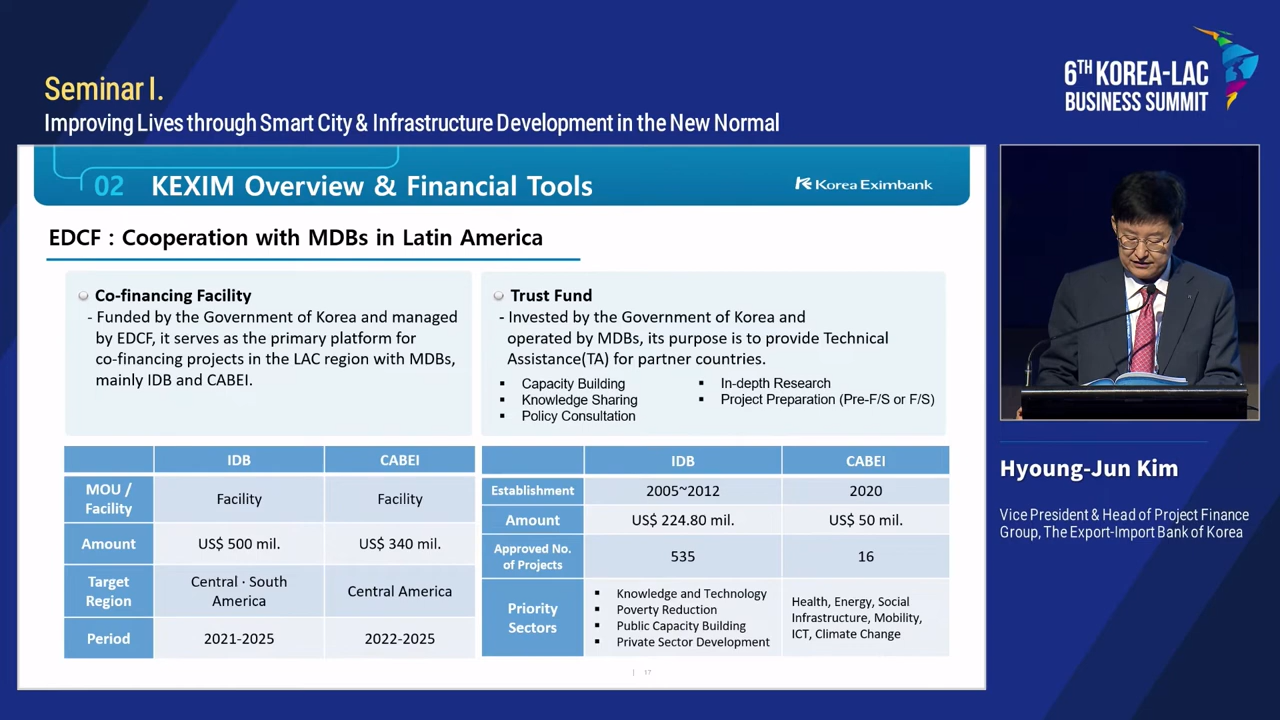 Seminar I.
Improving Lives through Smart City & Infrastructure Development in the New Normal
6TH KOREA-LAC
BUSINESS SUMMIT
02 KEXIM Overview & Financial Tools
Korea Eximbank
EDCF : Cooperation with MDBs in Latin America
Co-financing Facility
- Funded by the Government of Korea and managed
by EDCF, it serves as the primary platform for
co-financing projects in the LAC region with MDBs,
mainly IDB and CABEI.
Trust Fund
- Invested by the Government of Korea and
operated by MDBs, its purpose is to provide Technical
Assistance(TA) for partner countries.
▪ Capacity Building
▪ Knowledge Sharing
▪ Policy Consultation
▪ In-depth Research
▪ Project Preparation (Pre-F/S or F/S)
IDB CABEI
MOU /
Facility
Facility Facility
Amount US$ 500 mil. US$ 340 mil.
Target
Region
Central · South
America
Central America
Period 2021-2025 2022-2025
IDB CABEI
Establishment 2005~2012 2020
Amount US$ 224.80 mil. US$ 50 mil.
Approved No.
of Projects
535 16
Priority
Sectors
▪ Knowledge and Technology
▪ Poverty Reduction
▪ Public Capacity Building
▪ Private Sector Development
Health, Energy, Social
Infrastructure, Mobility,
ICT, Climate Change
| 17
Hyoung-Jun Kim
Vice President & Head of Project Finance
Group, The Export-Import Bank of Korea